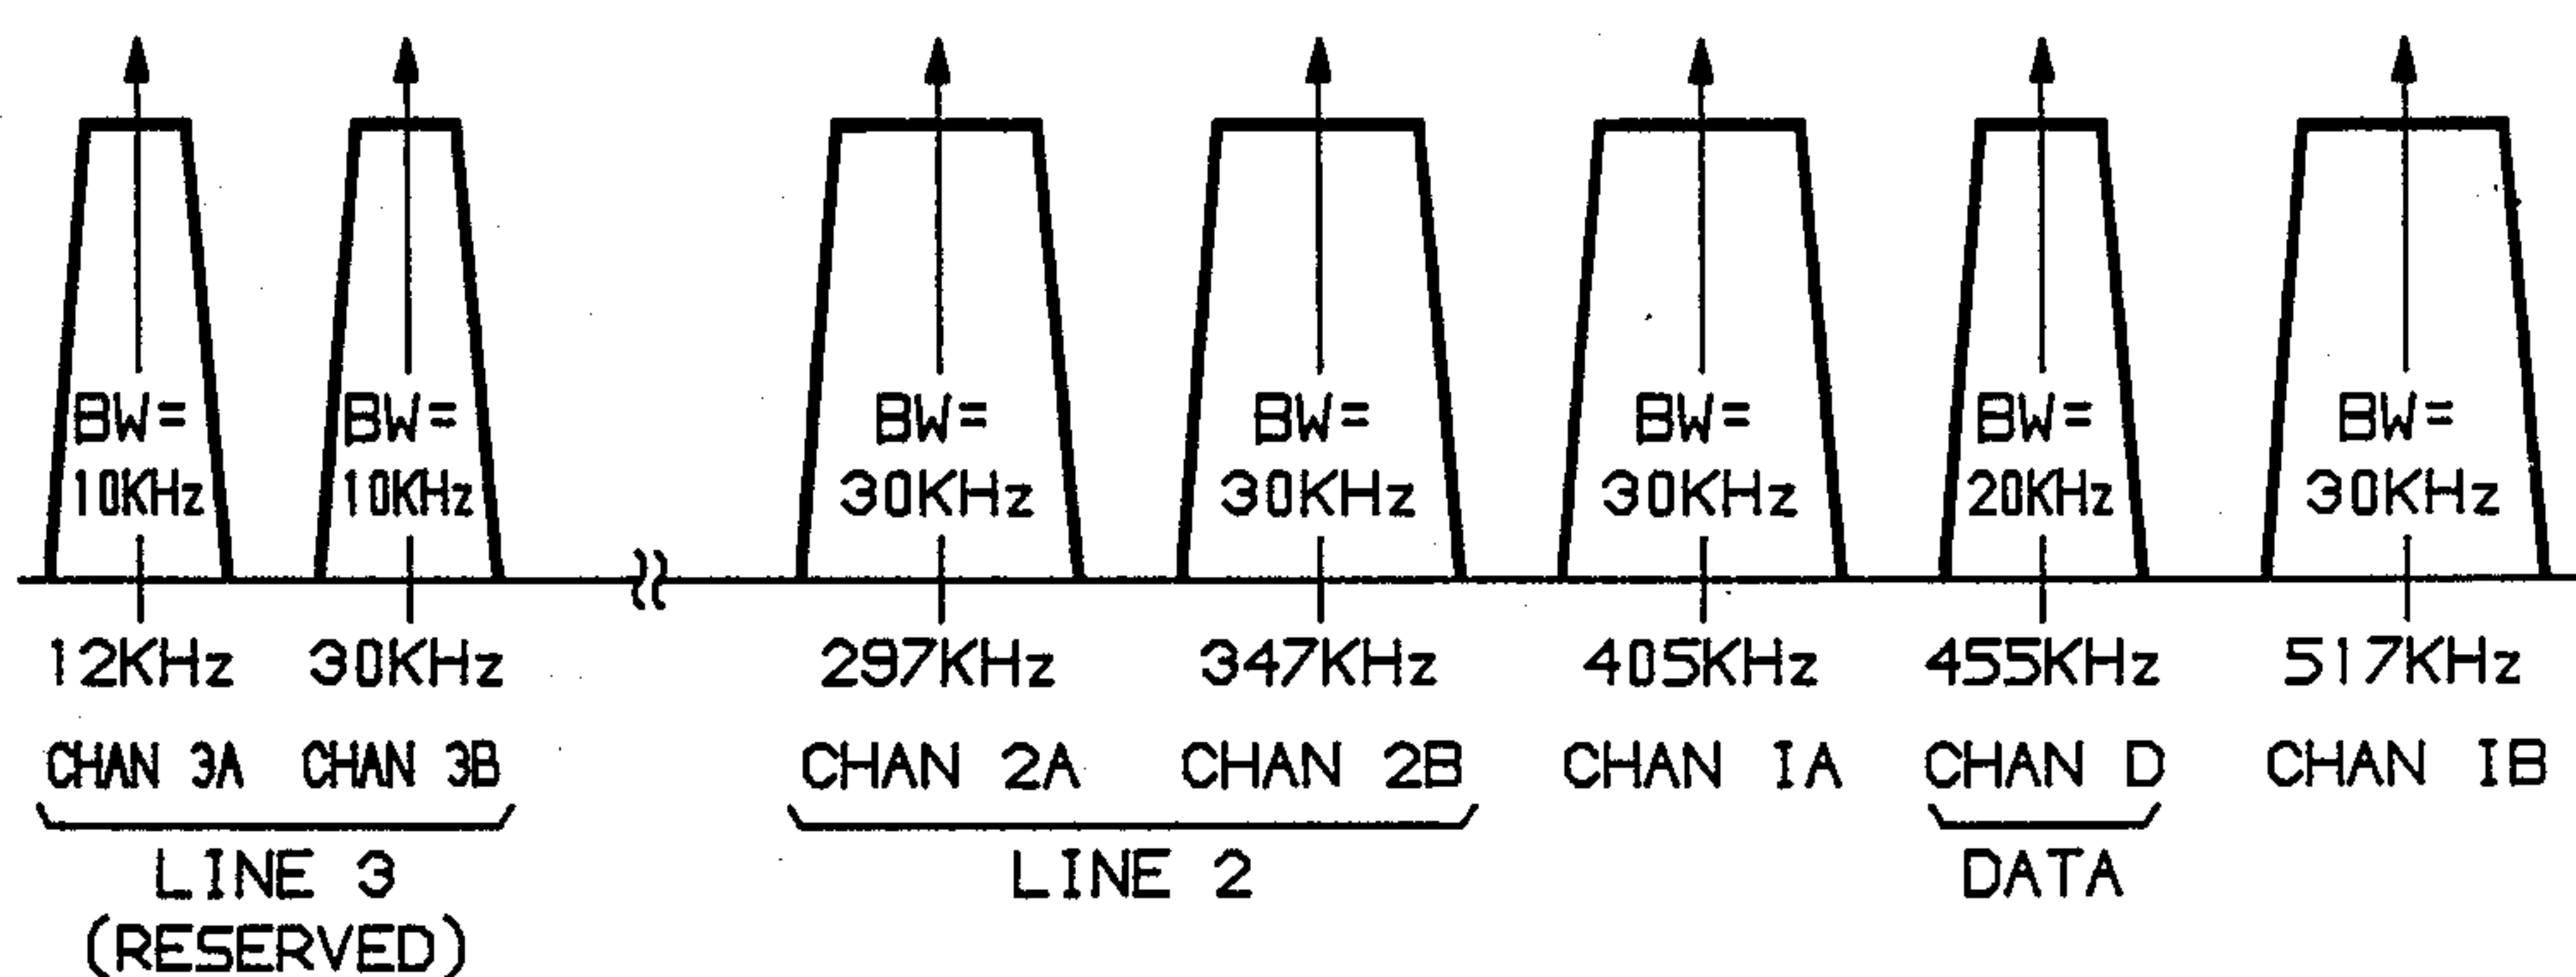 BW= BW= BW= BW= BW= BW= BW=
10KHz 10KHz 30KHz 30KHz 30KHz 20KHz 30KHz
12KHz 30KHz 297KHz 347KHz 405KHz 455KHz 517KHz
CHAN 3A CHAN 3B CHAN 2A CHAN 2B CHAN IA CHAN D CHAN IB
LINE 3 LINE 2 DATA
(RESERVED)